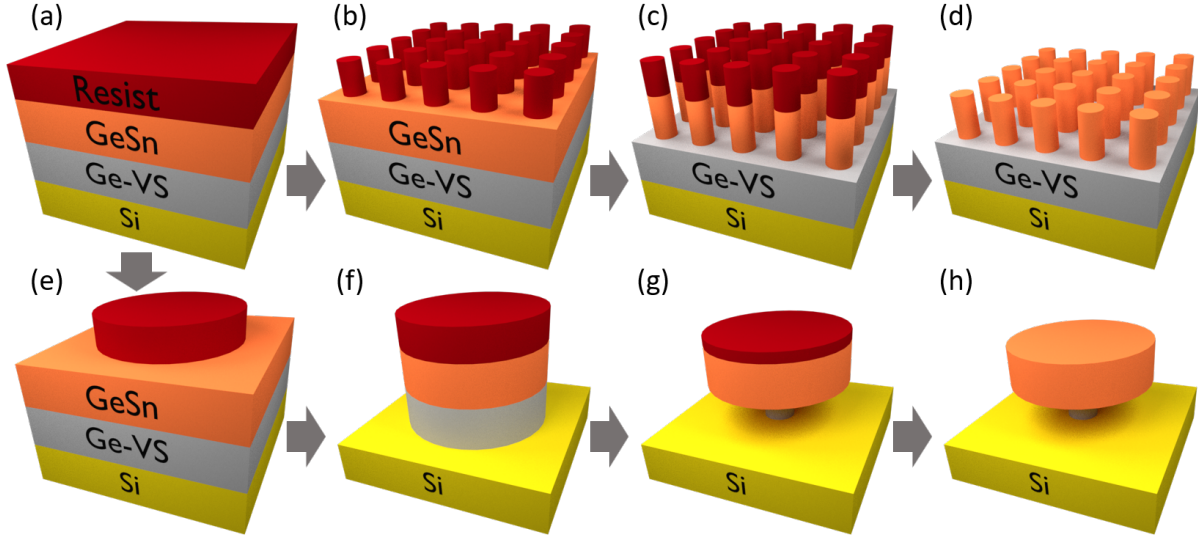 (a)
Resist
GeSn
Ge-VS
Si
(b)
GeSn
Ge-VS
Si
(c)
Ge-VS
Si
(d)
Ge-VS
Si
(e)
GeSn
Ge-VS
Si
(f)
Si
(g)
Si
(h)
Si